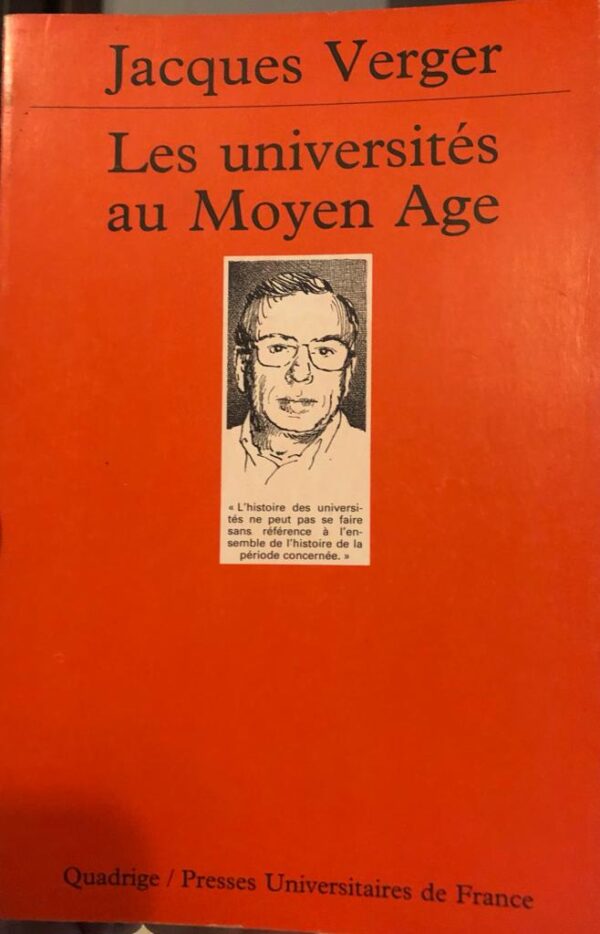 Jacques Verger
Les universités
au Moyen Age
« L'histoire des universi-
tés ne peut pas se faire
sans référence à l'en-
semble de l'histoire de la
période concernée. »
Quadrige / Presses Universitaires de France